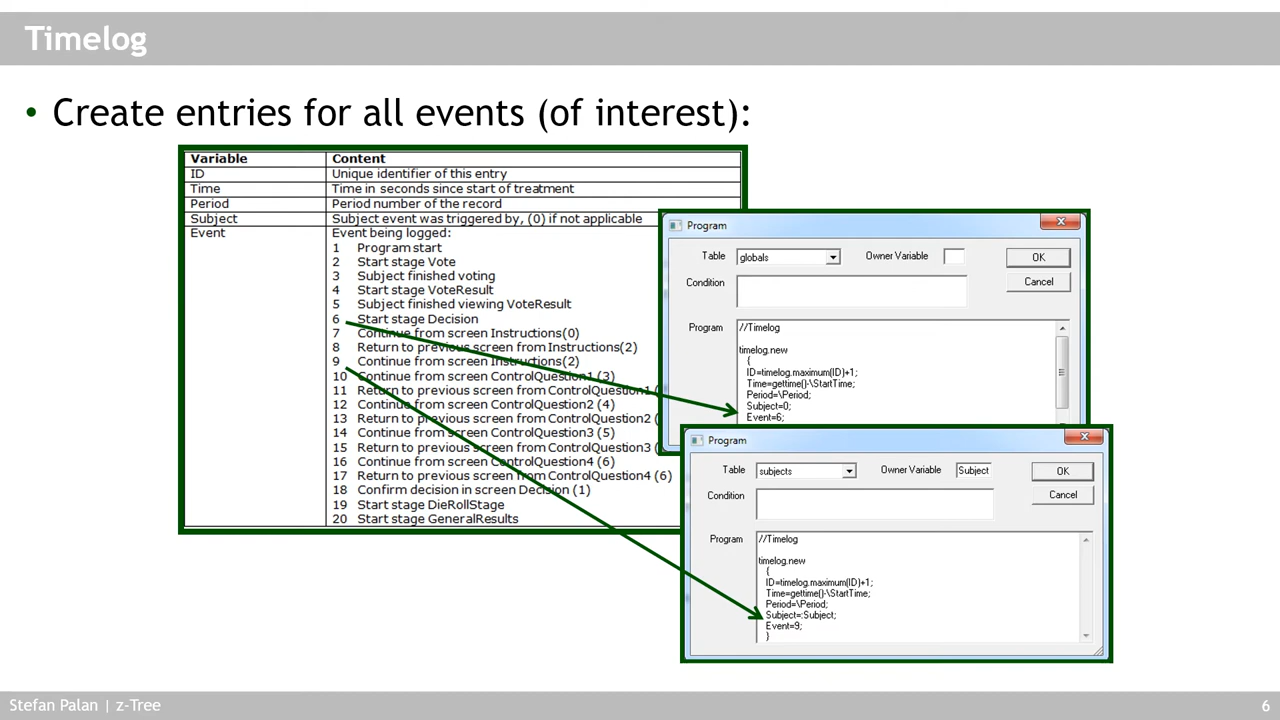 Timelog
• Create entries for all events (of interest):
Variable Content
ID Unique identifier of this entry
Time Time in seconds since start of treatment
Period Period number of the record
Subject Subject event was triggered by, (0) if not applicable
Event Event being logged:
1 Program start
2 Start stage Vote
3 Subject finished voting
4 Start stage VoteResult
5 Subject finished viewing VoteResult
6 Start stage Decision
7 Continue from screen Instructions(0)
8 Return to previous screen from Instructions(2)
9 Continue from screen Instructions(2)
10 Continue from screen ControlQuestion1 (3)
11 Return to previous screen from ControlQuestion1 (
12 Continue from screen ControlQuestion2 (4)
13 Return to previous screen from ControlQuestion2 (
14 Continue from screen ControlQuestion3 (5)
15 Return to previous screen from ControlQuestion3 (
16 Continue from screen ControlQuestion4 (6)
17 Return to previous screen from ControlQuestion4 (6)
18 Confirm decision in screen Decision (1)
19 Start stage DieRollStage
20 Start stage GeneralResults
Program
Table globals Owner Variable OK
Condition Cancel
Program //Timelog
timelog.new
{
ID=timelog.maximum(ID)+1;
Time=gettime()-\StartTime;
Period=\Period;
Subject=0;
Event=6;
Program
Table subjects Owner Variable Subject OK
Condition Cancel
Program //Timelog
timelog.new
{
ID=timelog.maximum(ID)+1;
Time=gettime()-\StartTime;
Period=\Period;
Subject=:Subject;
Event=9;
}
Stefan Palan | z-Tree 6